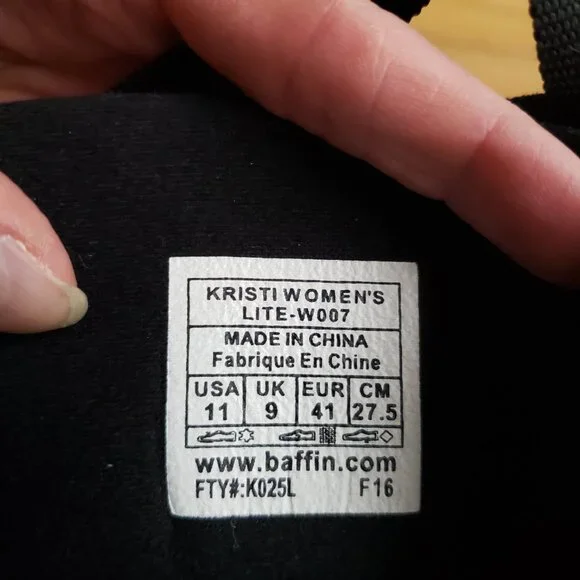 KRISTI WOMEN'S
LITE-W007
MADE IN CHINA
Fabrique En Chine
USA UK EUR CM
11 9 41 27.5
www.baffin.com
FTY#:K025L F16